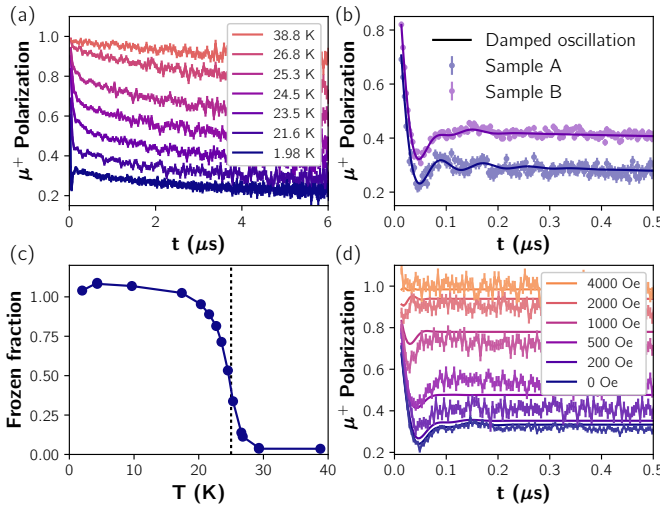 (a)
1.0
0.8
0.6
0.4
0.2
0
2
4
6
μ⁺ Polarization
t (μs)
38.8 K
26.8 K
25.3 K
24.5 K
23.5 K
21.6 K
1.98 K
(b)
0.8
0.6
0.4
0.2
0.0
0.1
0.2
0.3
0.4
0.5
t (μs)
Damped oscillation
Sample A
Sample B
(c)
1.00
0.75
0.50
0.25
0.00
0
10
20
30
40
Frozen fraction
T (K)
(d)
1.0
0.8
0.6
0.4
0.2
0.0
0.1
0.2
0.3
0.4
0.5
μ⁺ Polarization
t (μs)
4000 Oe
2000 Oe
1000 Oe
500 Oe
200 Oe
0 Oe